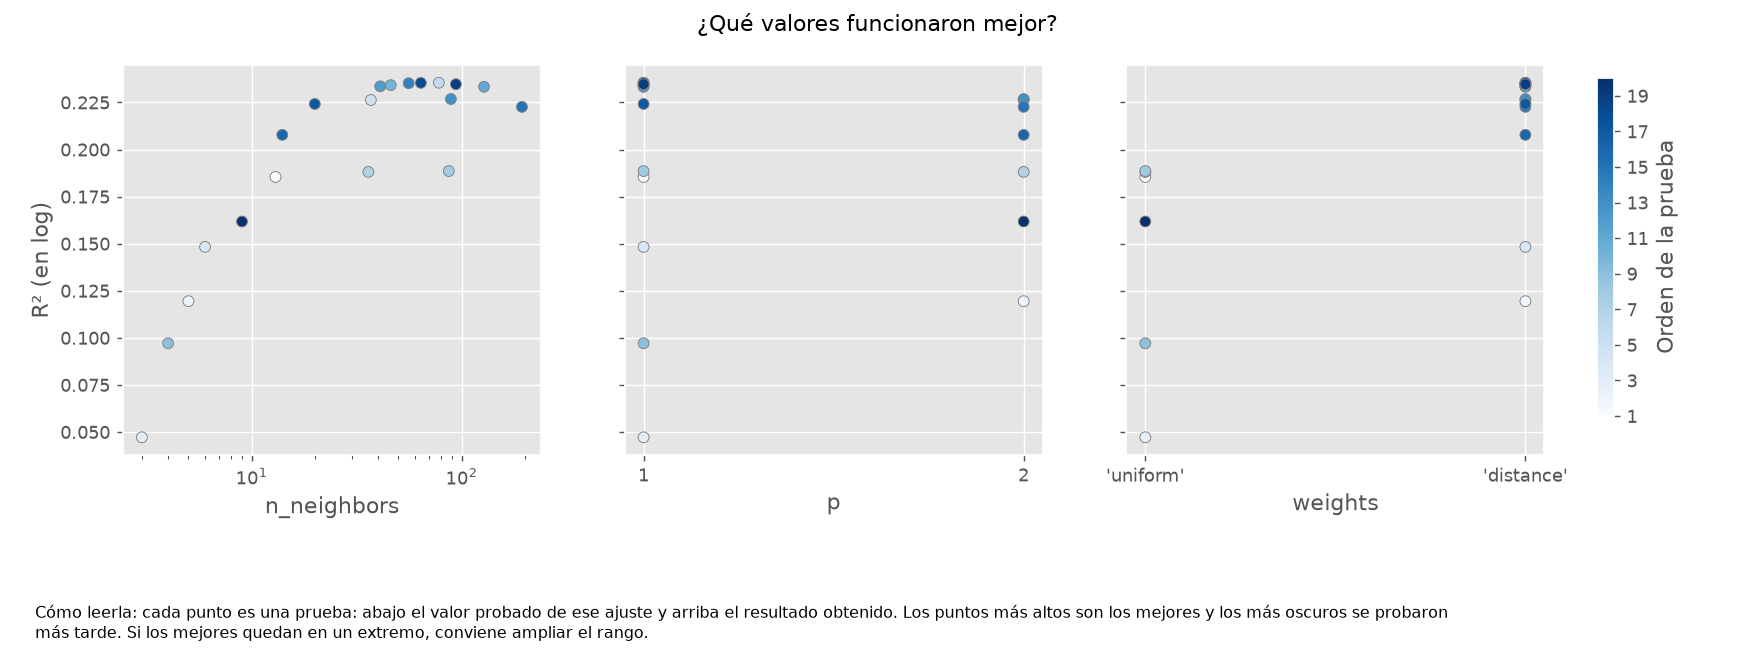 ¿Qué valores funcionaron mejor?
R² (en log)
0.225
0.200
0.175
0.150
0.125
0.100
0.075
0.050
10¹
10²
n_neighbors
1
2
p
'uniform'
'distance'
weights
19
17
15
13
11
9
7
5
3
1
Orden de la prueba
Cómo leerla: cada punto es una prueba: abajo el valor probado de ese ajuste y arriba el resultado obtenido. Los puntos más altos son los mejores y los más oscuros se probaron
más tarde. Si los mejores quedan en un extremo, conviene ampliar el rango.